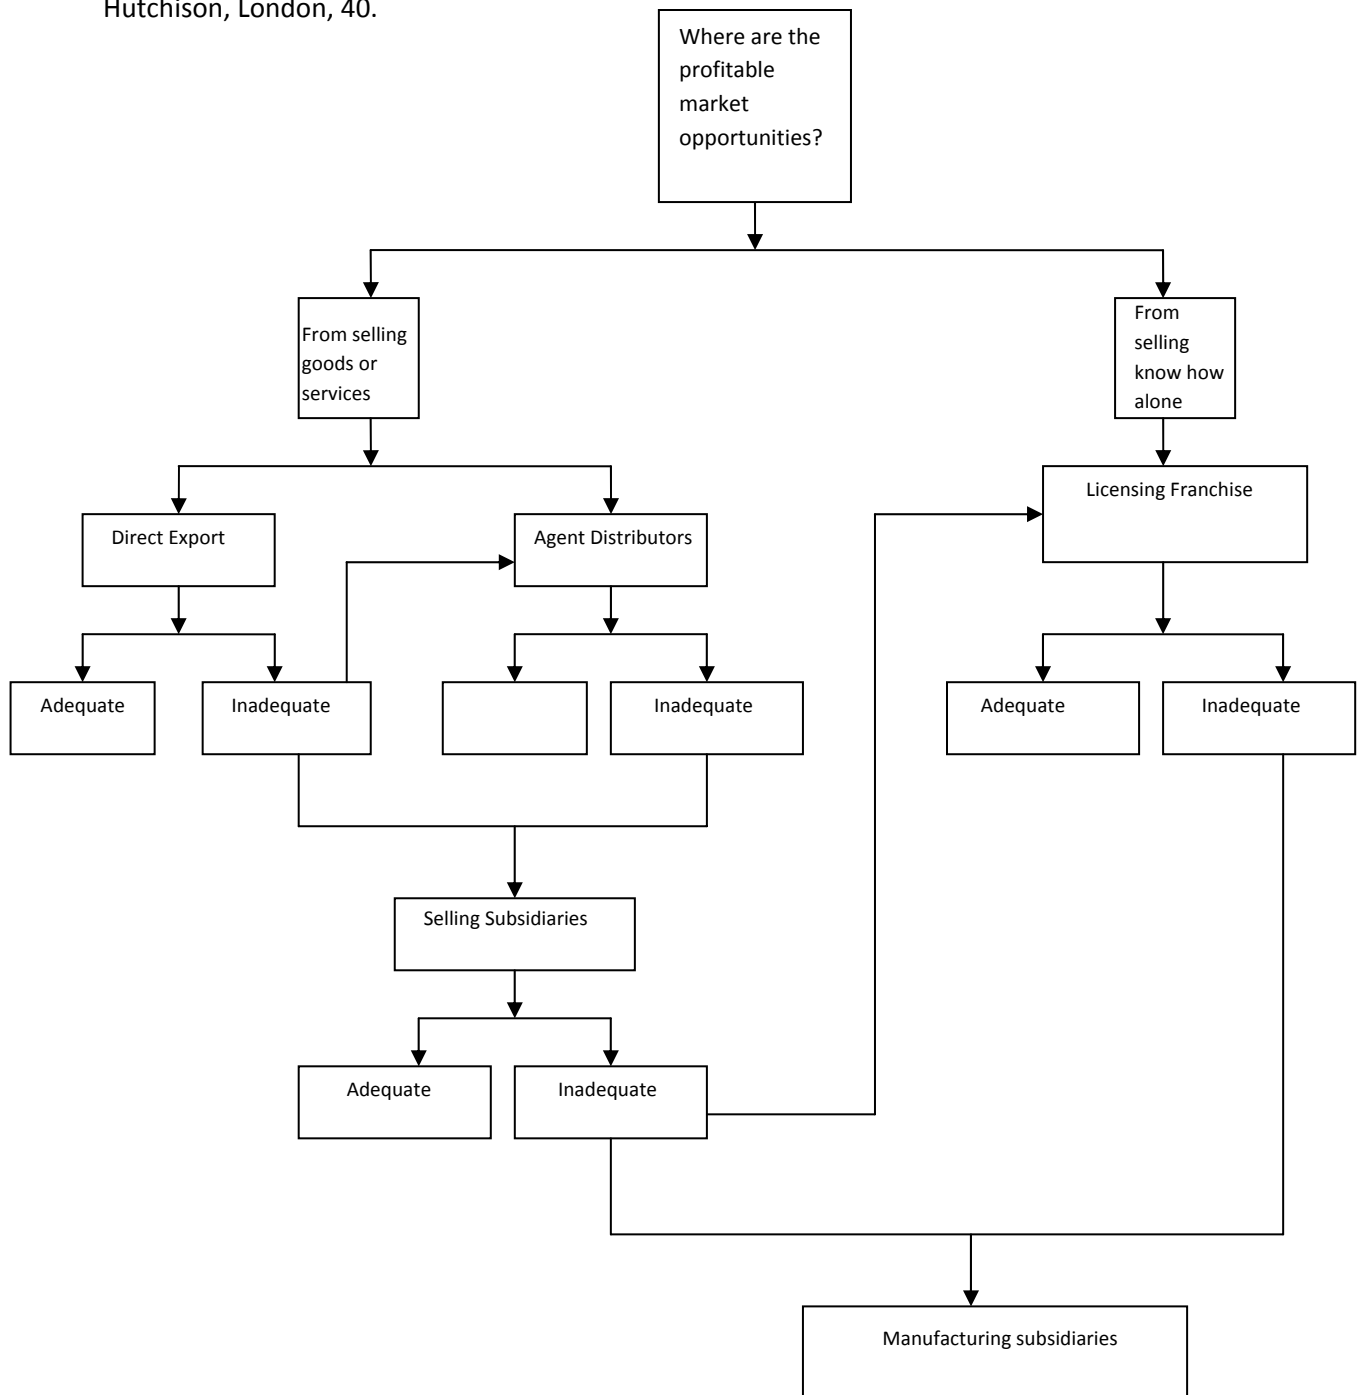 Hutchison, London, 40.
Where are the
profitable
market
opportunities?
From selling
goods or
services
From
selling
know how
alone
Direct Export
Agent Distributors
Licensing Franchise
Adequate
Inadequate
Inadequate
Adequate
Inadequate
Selling Subsidiaries
Adequate
Inadequate
Manufacturing subsidiaries